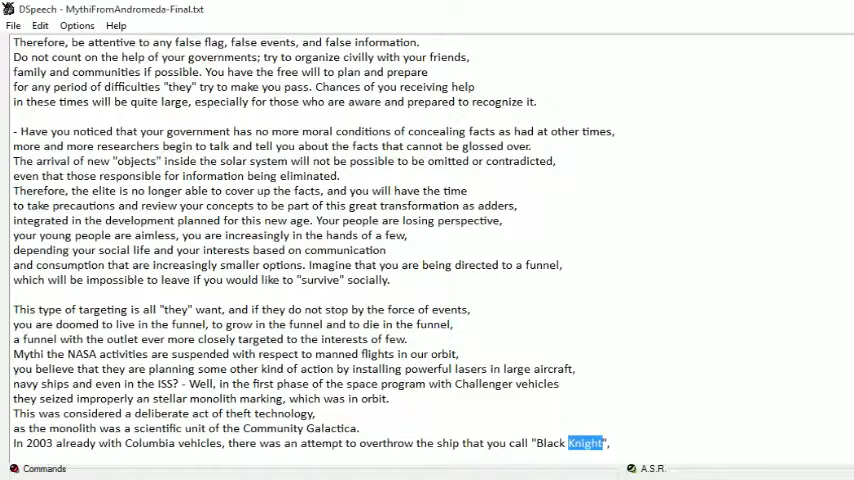 DSpeech - MythiFromAndromeda-Final.txt
File Edit Options Help
Therefore, be attentive to any false flag, false events, and false information.
Do not count on the help of your governments; try to organize civilly with your friends,
family and communities if possible. You have the free will to plan and prepare
for any period of difficulties "they" try to make you pass. Chances of you receiving help
in these times will be quite large, especially for those who are aware and prepared to recognize it.
- Have you noticed that your government has no more moral conditions of concealing facts as had at other times,
more and more researchers begin to talk and tell you about the facts that cannot be glossed over.
The arrival of new "objects" inside the solar system will not be possible to be omitted or contradicted,
even that those responsible for information being eliminated.
Therefore, the elite is no longer able to cover up the facts, and you will have the time
to take precautions and review your concepts to be part of this great transformation as adders,
integrated in the development planned for this new age. Your people are losing perspective,
your young people are aimless, you are increasingly in the hands of a few,
depending your social life and your interests based on communication
and consumption that are increasingly smaller options. Imagine that you are being directed to a funnel,
which will be impossible to leave if you would like to "survive" socially.
This type of targeting is all "they" want, and if they do not stop by the force of events,
you are doomed to live in the funnel, to grow in the funnel and to die in the funnel,
a funnel with the outlet ever more closely targeted to the interests of few.
Mythi the NASA activities are suspended with respect to manned flights in our orbit,
you believe that they are planning some other kind of action by installing powerful lasers in large aircraft,
navy ships and even in the ISS? - Well, in the first phase of the space program with Challenger vehicles
they seized improperly an stellar monolith marking, which was in orbit.
This was considered a deliberate act of theft technology,
as the monolith was a scientific unit of the Community Galactica.
In 2003 already with Columbia vehicles, there was an attempt to overthrow the ship that you call "Black Knight",
Commands A.S.R.